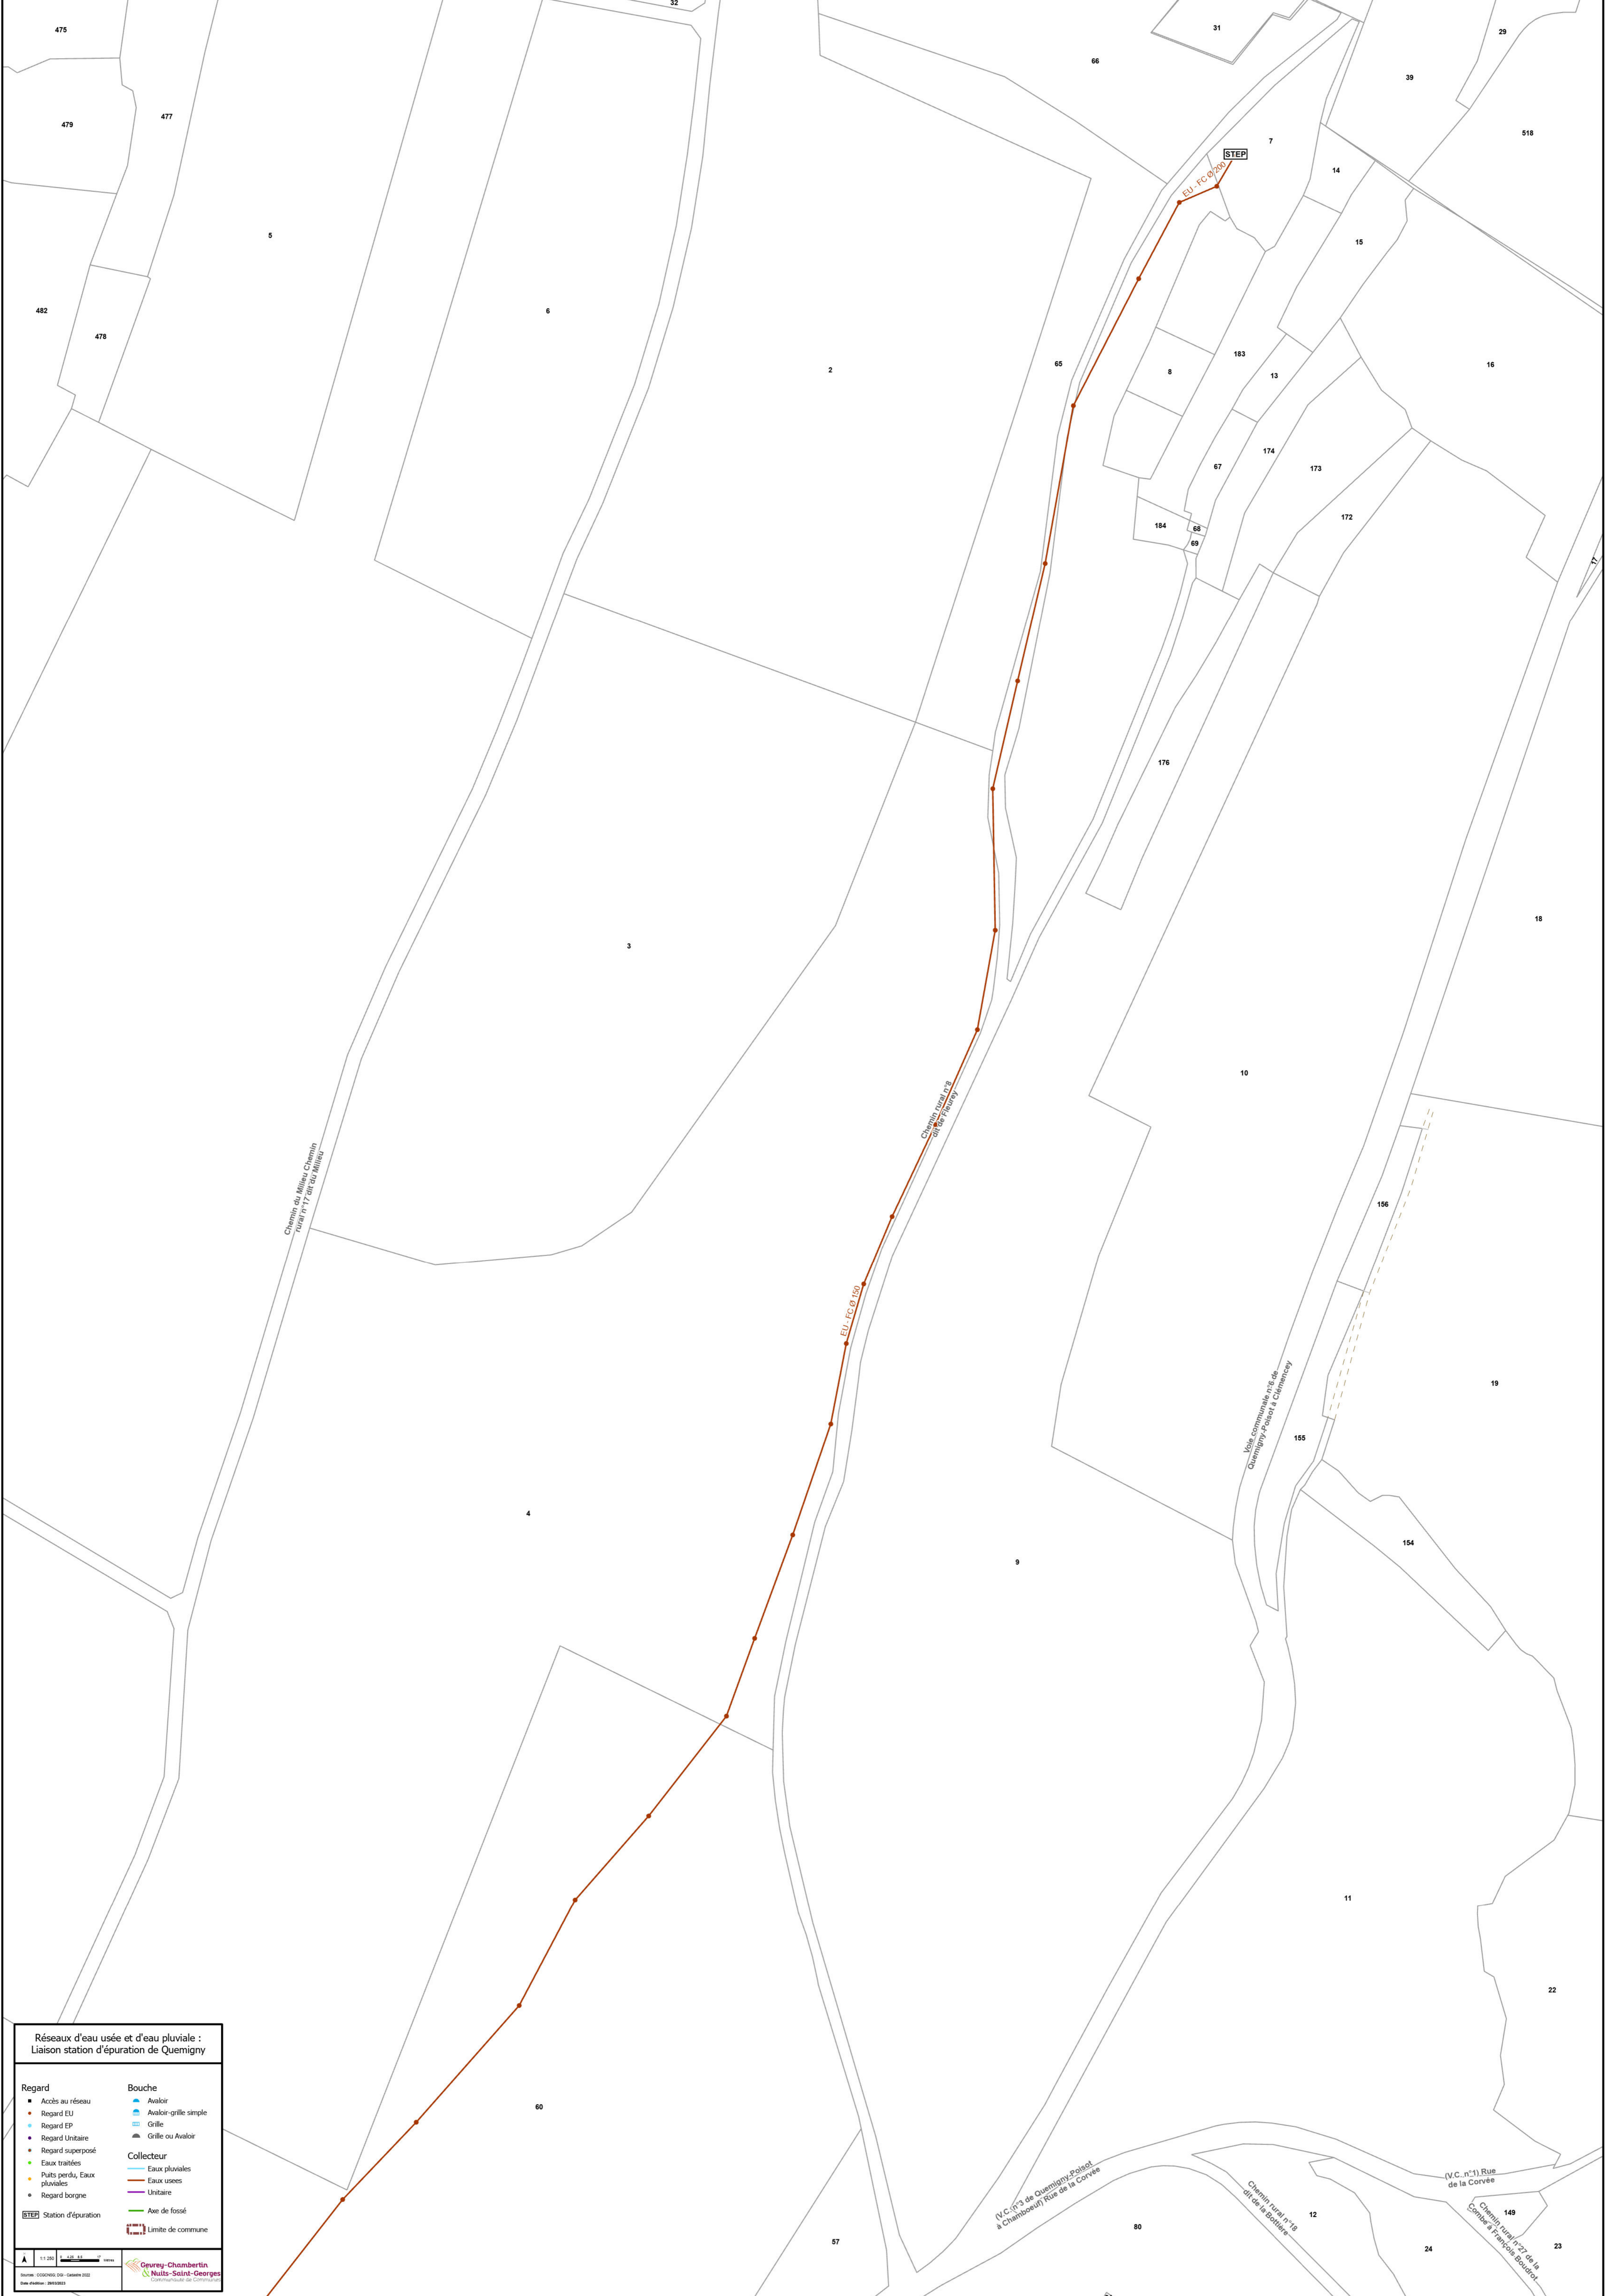 32
475
31
29
66
39
479
477
7
518
STEP
14
EU - FC Ø 200
5
15
482
6
478
183
65
16
2
8
13
174
67
173
172
184
68
69
17
176
18
3
10
Chemin rural n°8
dit de Fleurey
Chemin du Milieu Chemin
rural n°17 dit du Milieu
156
EU - FC Ø 150
19
Voie communale n°6 de
Quemigny-Poisot à Clémencey
155
4
154
9
11
22
60
(V.C. n°1) Rue
de la Corvée
(V.C. n°3 de Quemigny-Poisot
à Chamboeuf) Rue de la Corvée
Chemin rural n°18
dit de la Bottière
12
149
Chemin rural n°27 de la
Combe à François Boudrot
80
57
24
23
Réseaux d'eau usée et d'eau pluviale :
Liaison station d'épuration de Quemigny
Regard
Accès au réseau
Regard EU
Regard EP
Regard Unitaire
Regard superposé
Eaux traitées
Puits perdu, Eaux
pluviales
Regard borgne
STEP Station d'épuration
Bouche
Avaloir
Avaloir-grille simple
Grille
Grille ou Avaloir
Collecteur
Eaux pluviales
Eaux usees
Unitaire
Axe de fossé
Limite de commune
Gevrey-Chambertin
& Nuits-Saint-Georges
Communauté de Communes